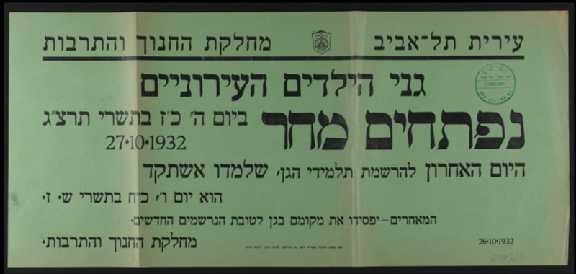 עירית תל-אביב מחלקת החנוך והתרבות
גני הילדים העירוניים
נפתחים מחר ביום ה׳ כ״ז בתשרי תרצ״ג
27·10·1932
היום האחרון להרשמת תלמידי הגן, שלמדו אשתקד
הוא יום ו׳ כ״ח בתשרי ש. ז.
המאחרים–יפסידו את מקומם בגן לטובת הנרשמים החדשים.
מחלקת החנוך והתרבות.
26·10·1932